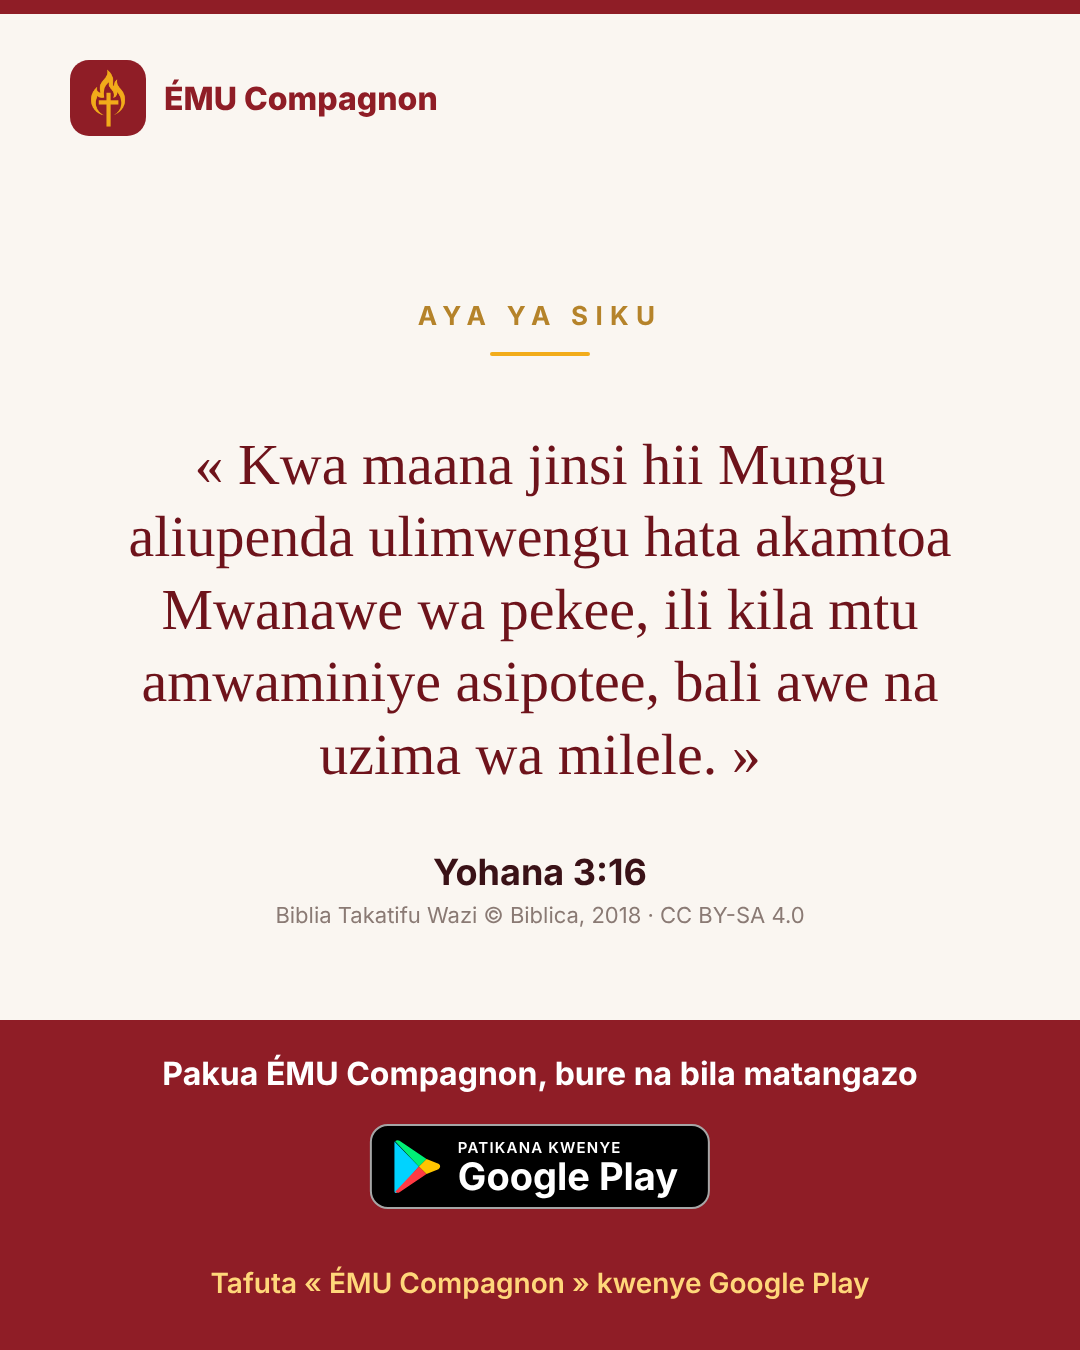 ÉMU Compagnon
AYA YA SIKU
« Kwa maana jinsi hii Mungu
aliupenda ulimwengu hata akamtoa
Mwanawe wa pekee, ili kila mtu
amwaminiye asipotee, bali awe na
uzima wa milele. »
Yohana 3:16
Biblia Takatifu Wazi © Biblica, 2018 · CC BY-SA 4.0
Pakua ÉMU Compagnon, bure na bila matangazo
PATIKANA KWENYE
Google Play
Tafuta « ÉMU Compagnon » kwenye Google Play